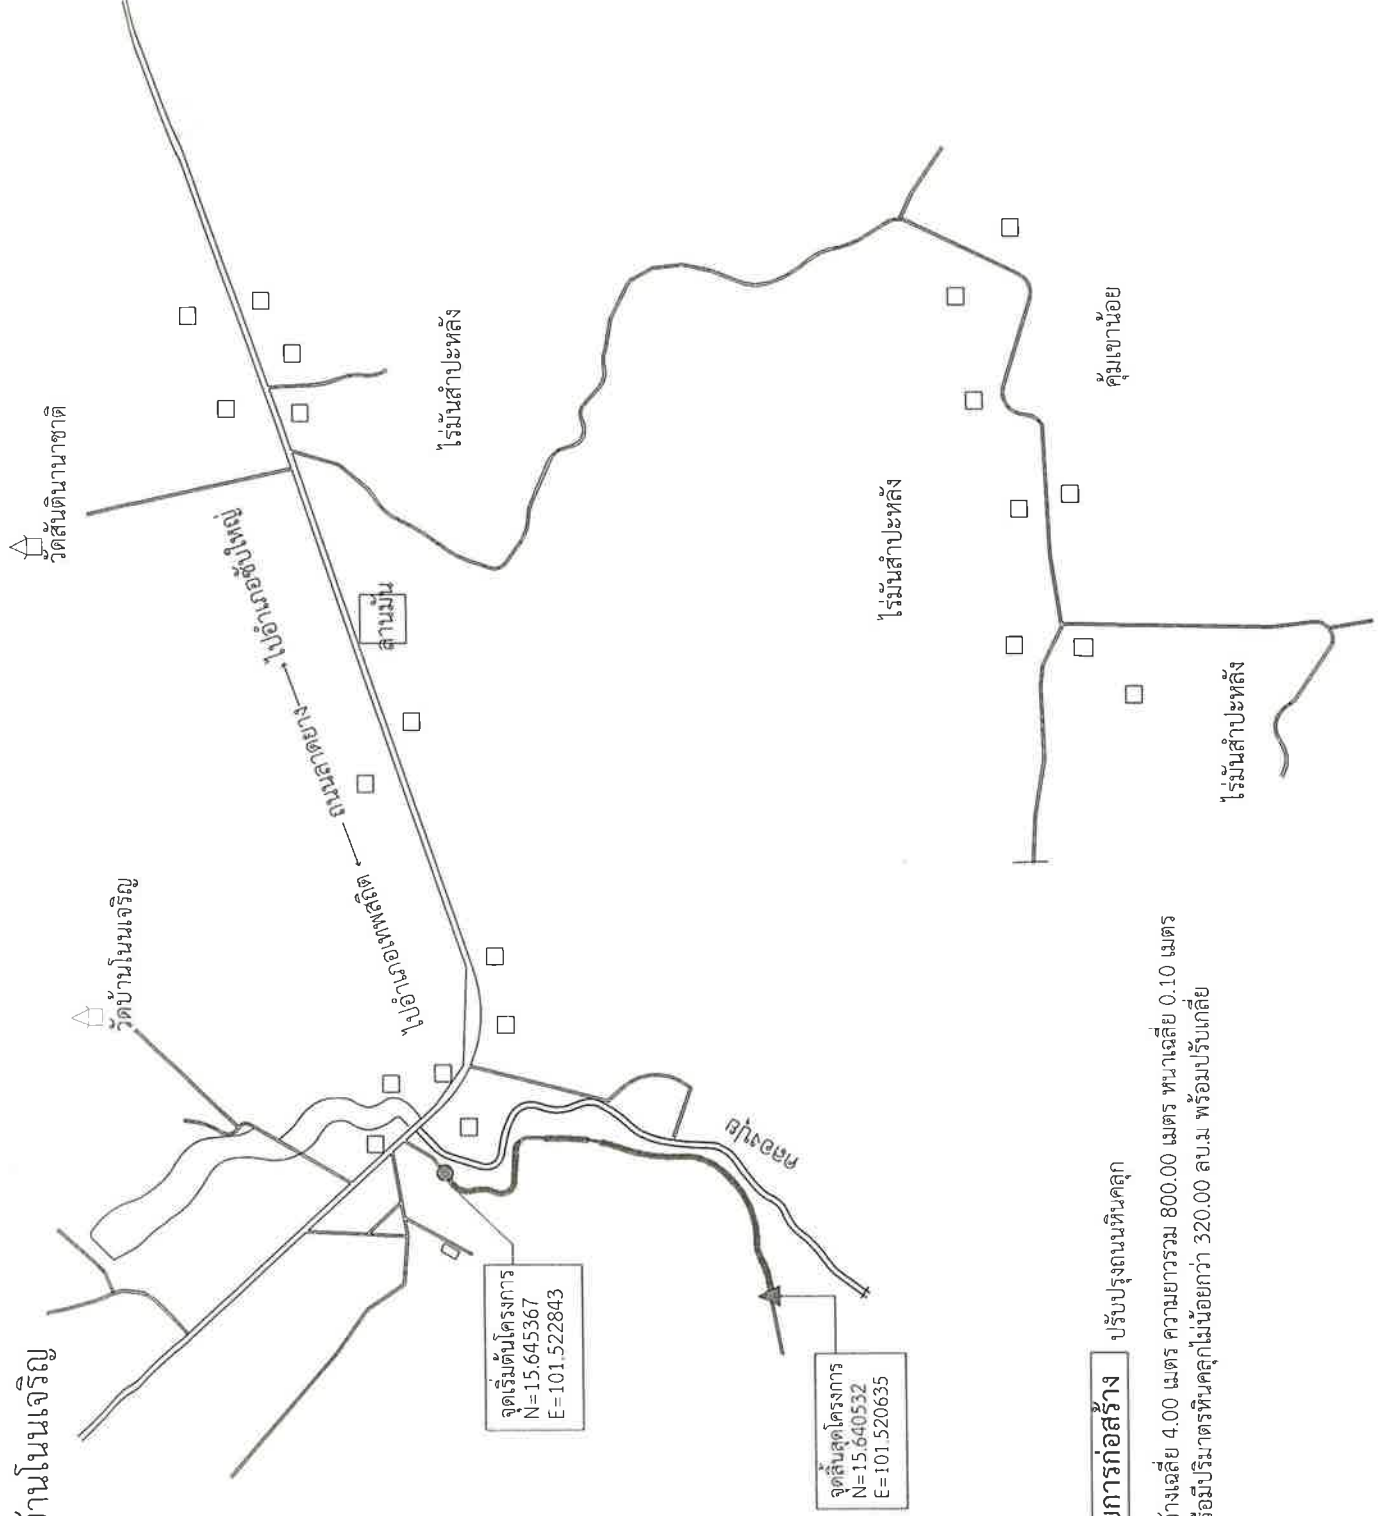 ้านโนนเจริญ
วัดบ้านโนนเจริญ
วัดสันตินานาชาติ
ไปอำเภอเทพสถิต
ถนนลาดยาง
ไปอำเภอซับใหญ่
ลานมัน
ไร่มันสำปะหลัง
ไร่มันสำปะหลัง
คุ้มเขาน้อย
ไร่มันสำปะหลัง
คลองปุย
จุดเริ่มต้นโครงการ
N=15.645367
E=101.522843
จุดสิ้นสุดโครงการ
N=15.640532
E=101.520635
ยการก่อสร้าง ปรับปรุงถนนหินคลุก
้างเฉลี่ย 4.00 เมตร ความยาวรวม 800.00 เมตร หนาเฉลี่ย 0.10 เมตร
รือมีปริมาตรหินคลุกไม่น้อยกว่า 320.00 ลบ.ม พร้อมปรับเกลี่ย